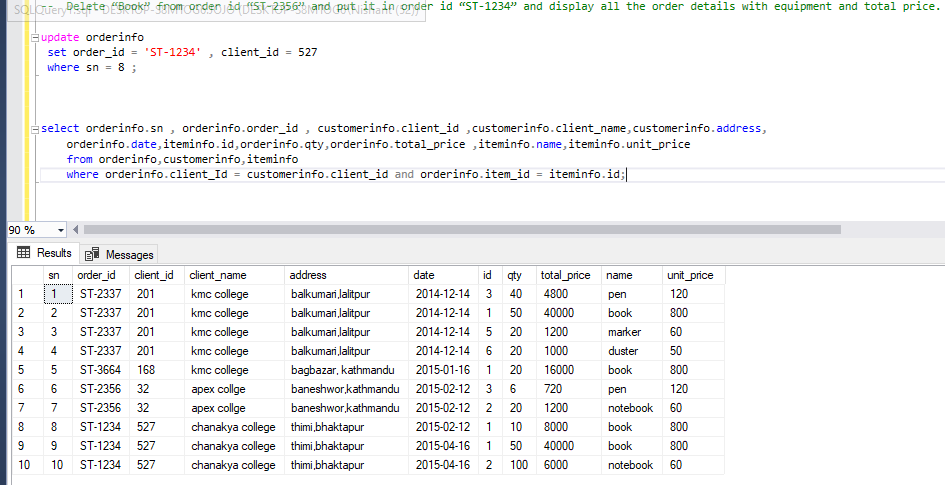 -- Delete “Book” from order id “ST-2356” and put it in order id “ST-1234” and display all the order details with equipment and total price.
update orderinfo
set order_id = 'ST-1234' , client_id = 527
where sn = 8 ;
select orderinfo.sn , orderinfo.order_id , customerinfo.client_id ,customerinfo.client_name,customerinfo.address,
orderinfo.date,iteminfo.id,orderinfo.qty,orderinfo.total_price ,iteminfo.name,iteminfo.unit_price
from orderinfo,customerinfo,iteminfo
where orderinfo.client_Id = customerinfo.client_id and orderinfo.item_id = iteminfo.id;
90 %
Results Messages
sn order_id client_id client_name address date id qty total_price name unit_price
1 1 ST-2337 201 kmc college balkumari,lalitpur 2014-12-14 3 40 4800 pen 120
2 2 ST-2337 201 kmc college balkumari,lalitpur 2014-12-14 1 50 40000 book 800
3 3 ST-2337 201 kmc college balkumari,lalitpur 2014-12-14 5 20 1200 marker 60
4 4 ST-2337 201 kmc college balkumari,lalitpur 2014-12-14 6 20 1000 duster 50
5 5 ST-3664 168 kmc college bagbazar, kathmandu 2015-01-16 1 20 16000 book 800
6 6 ST-2356 32 apex collge baneshwor,kathmandu 2015-02-12 3 6 720 pen 120
7 7 ST-2356 32 apex collge baneshwor,kathmandu 2015-02-12 2 20 1200 notebook 60
8 8 ST-1234 527 chanakya college thimi,bhaktapur 2015-02-12 1 10 8000 book 800
9 9 ST-1234 527 chanakya college thimi,bhaktapur 2015-04-16 1 50 40000 book 800
10 10 ST-1234 527 chanakya college thimi,bhaktapur 2015-04-16 2 100 6000 notebook 60